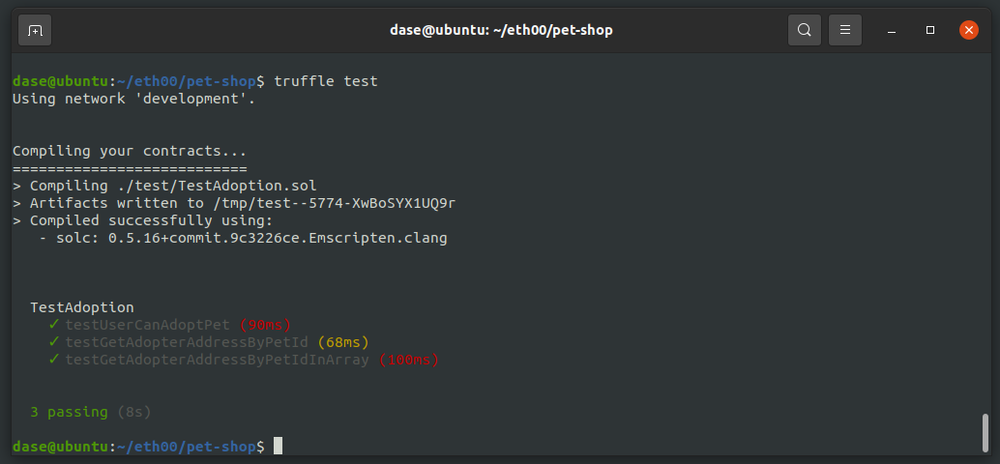 dase@ubuntu: ~/eth00/pet-shop
dase@ubuntu:~/eth00/pet-shop$ truffle test
Using network 'development'.
Compiling your contracts...
===========================
> Compiling ./test/TestAdoption.sol
> Artifacts written to /tmp/test--5774-XwBoSYX1UQ9r
> Compiled successfully using:
- solc: 0.5.16+commit.9c3226ce.Emscripten.clang
TestAdoption
✓ testUserCanAdoptPet (90ms)
✓ testGetAdopterAddressByPetId (68ms)
✓ testGetAdopterAddressByPetIdInArray (100ms)
3 passing (8s)
dase@ubuntu:~/eth00/pet-shop$